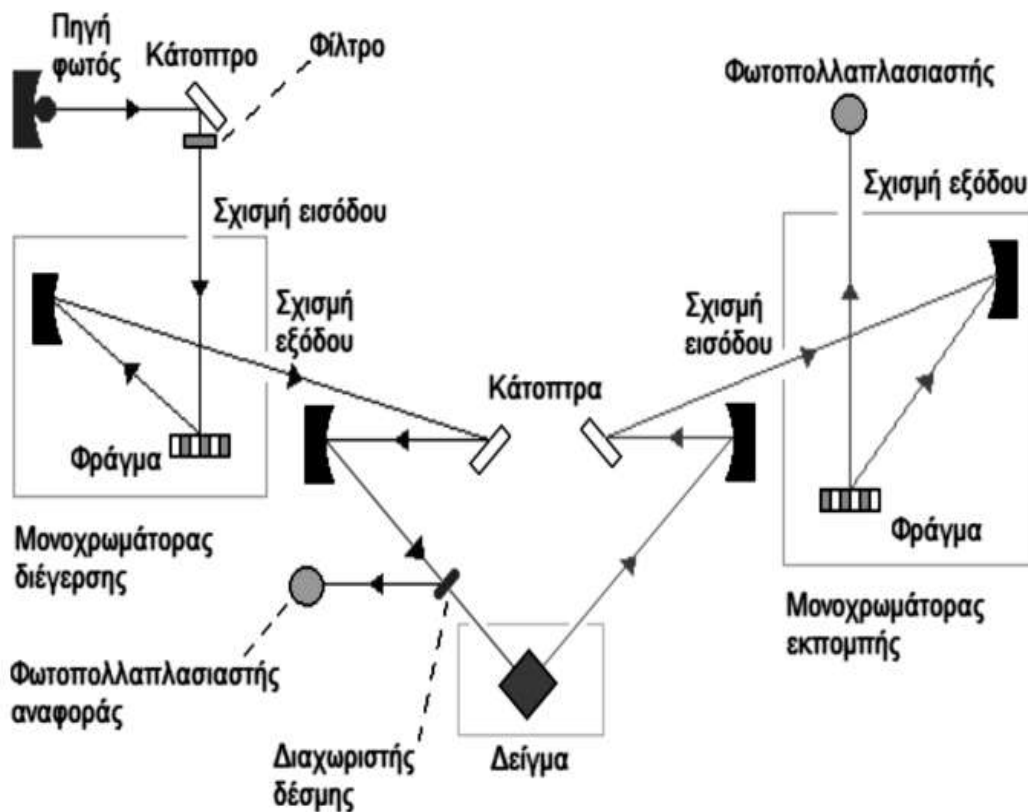 Πηγή
φωτός
Κάτοπτρο
Φίλτρο
Φωτοπολλαπλασιαστής
Σχισμή εισόδου
Σχισμή εξόδου
Σχισμή
εξόδου
Σχισμή
εισόδου
Κάτοπτρα
Φράγμα
Φράγμα
Μονοχρωμάτορας
διέγερσης
Μονοχρωμάτορας
εκπομπής
Φωτοπολλαπλασιαστής
αναφοράς
Διαχωριστής
δέσμης
Δείγμα